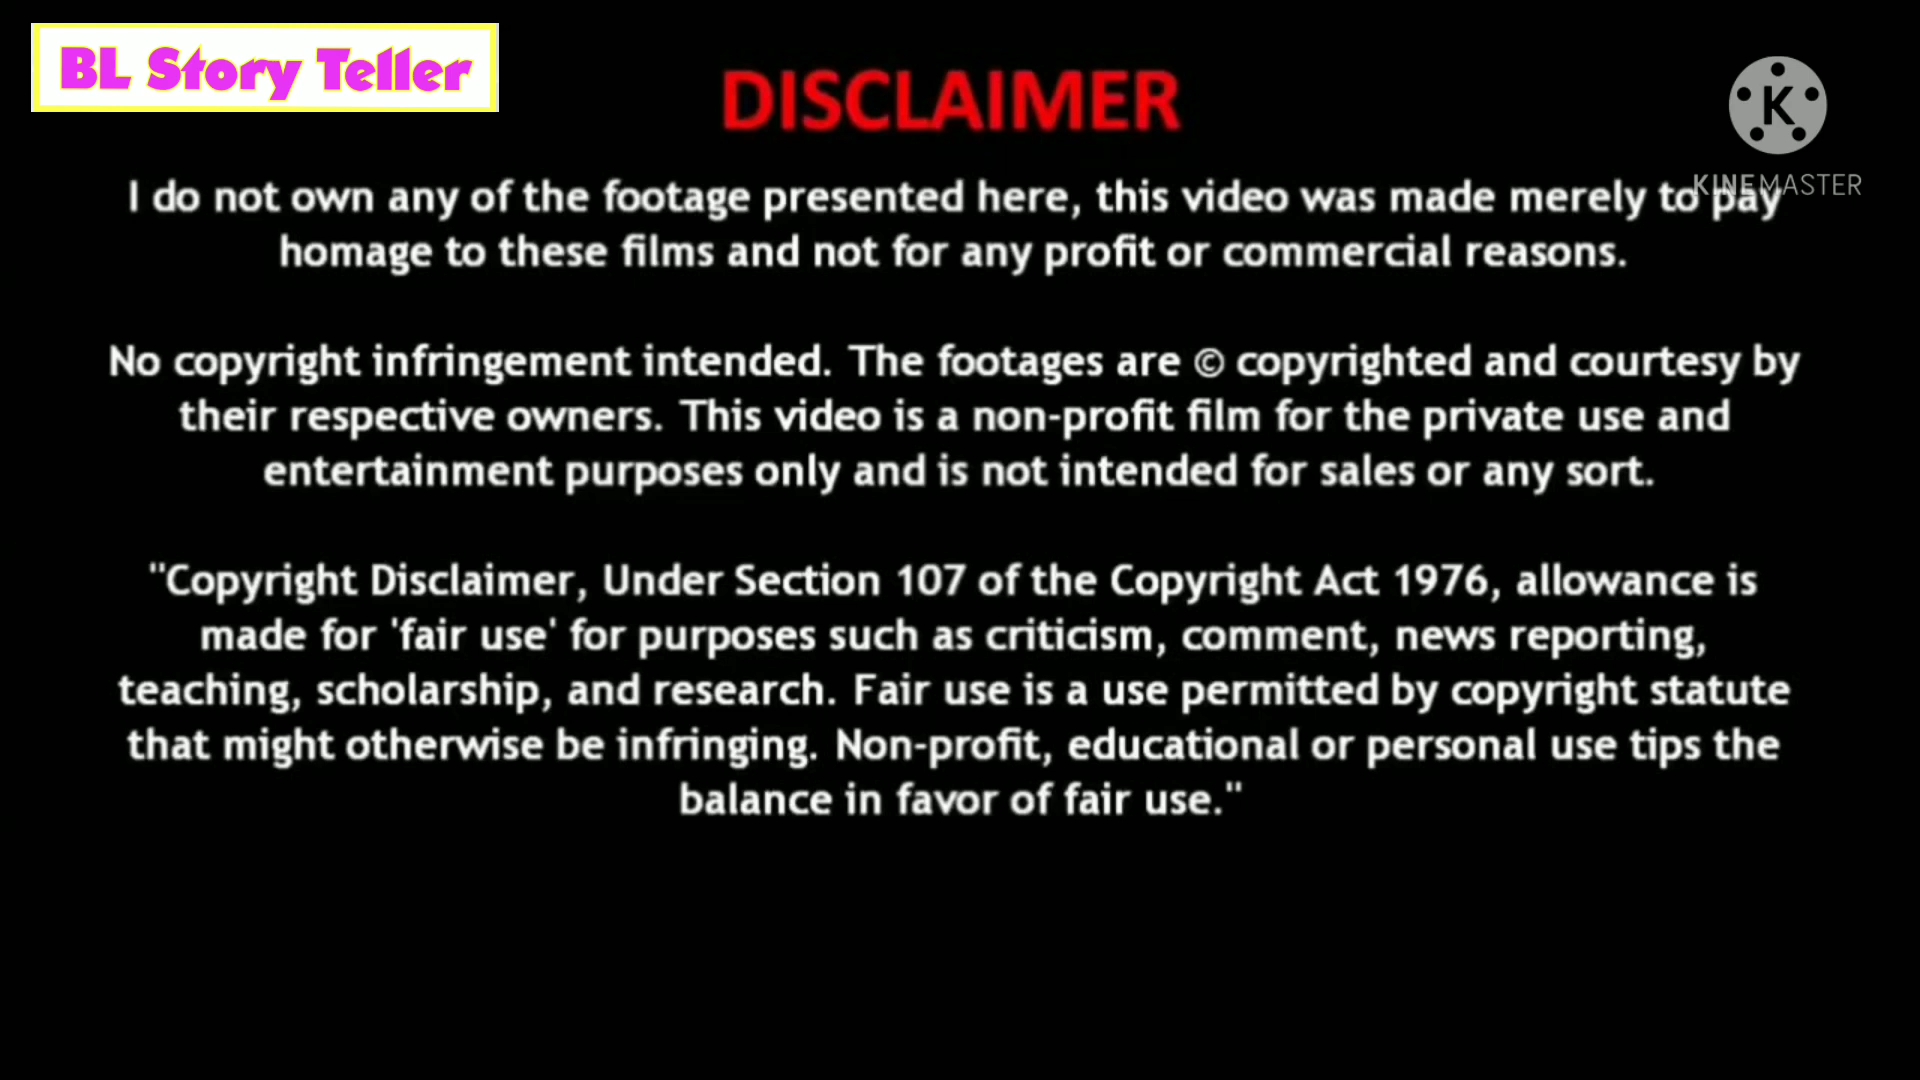 BL Story Teller
DISCLAIMER
K
KINEMASTER
I do not own any of the footage presented here, this video was made merely to pay
homage to these films and not for any profit or commercial reasons.
No copyright infringement intended. The footages are © copyrighted and courtesy by
their respective owners. This video is a non-profit film for the private use and
entertainment purposes only and is not intended for sales or any sort.
"Copyright Disclaimer, Under Section 107 of the Copyright Act 1976, allowance is
made for 'fair use' for purposes such as criticism, comment, news reporting,
teaching, scholarship, and research. Fair use is a use permitted by copyright statute
that might otherwise be infringing. Non-profit, educational or personal use tips the
balance in favor of fair use."